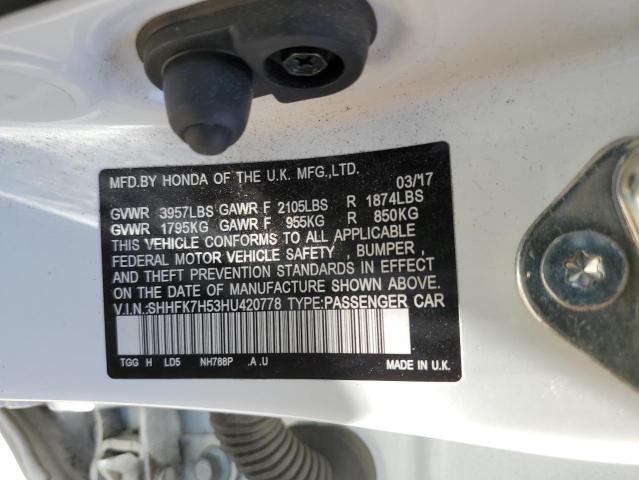 MFD.BY HONDA OF THE U.K. MFG.,LTD.
03/17
GVWR 3957LBS GAWR F 2105LBS R 1874LBS
GVWR 1795KG GAWR F 955KG R 850KG
THIS VEHICLE CONFORMS TO ALL APPLICABLE
FEDERAL MOTOR VEHICLE SAFETY , BUMPER ,
AND THEFT PREVENTION STANDARDS IN EFFECT
ON THE DATE OF MANUFACTURE SHOWN ABOVE.
V.I.N.:SHHFK7H53HU420778 TYPE:PASSENGER CAR
TGG H LD5 NH788P .A.U
MADE IN U.K.